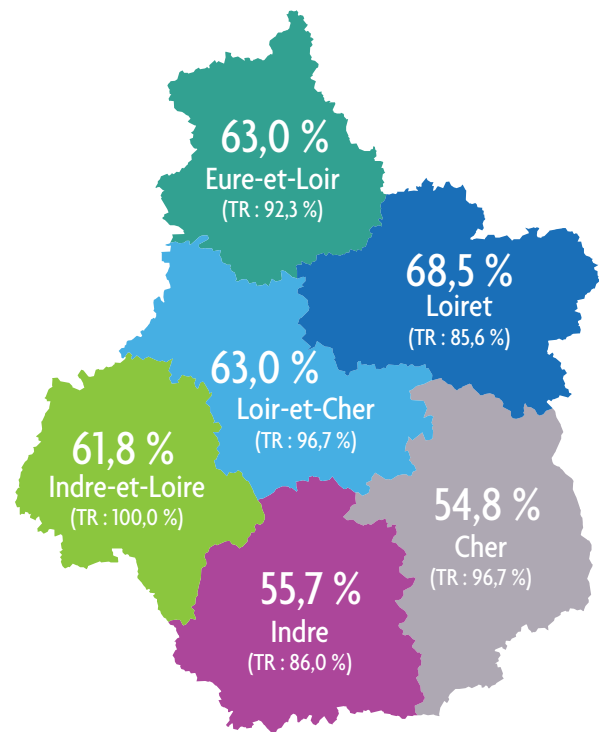 63,0 %
Eure-et-Loir
(TR : 92,3 %)
68,5 %
Loiret
(TR : 85,6 %)
63,0 %
Loir-et-Cher
(TR : 96,7 %)
61,8 %
Indre-et-Loire
(TR : 100,0 %)
54,8 %
Cher
(TR : 96,7 %)
55,7 %
Indre
(TR : 86,0 %)